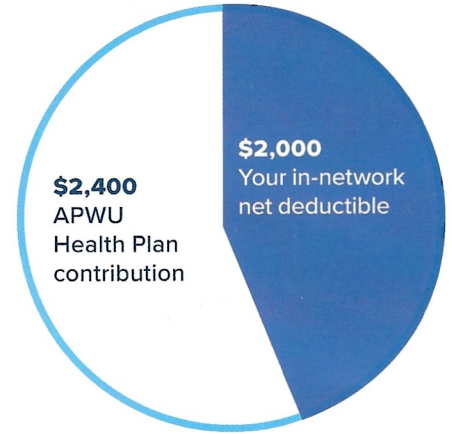 $2,000
Your in-network
net deductible
$2,400
APWU
Health Plan
contribution